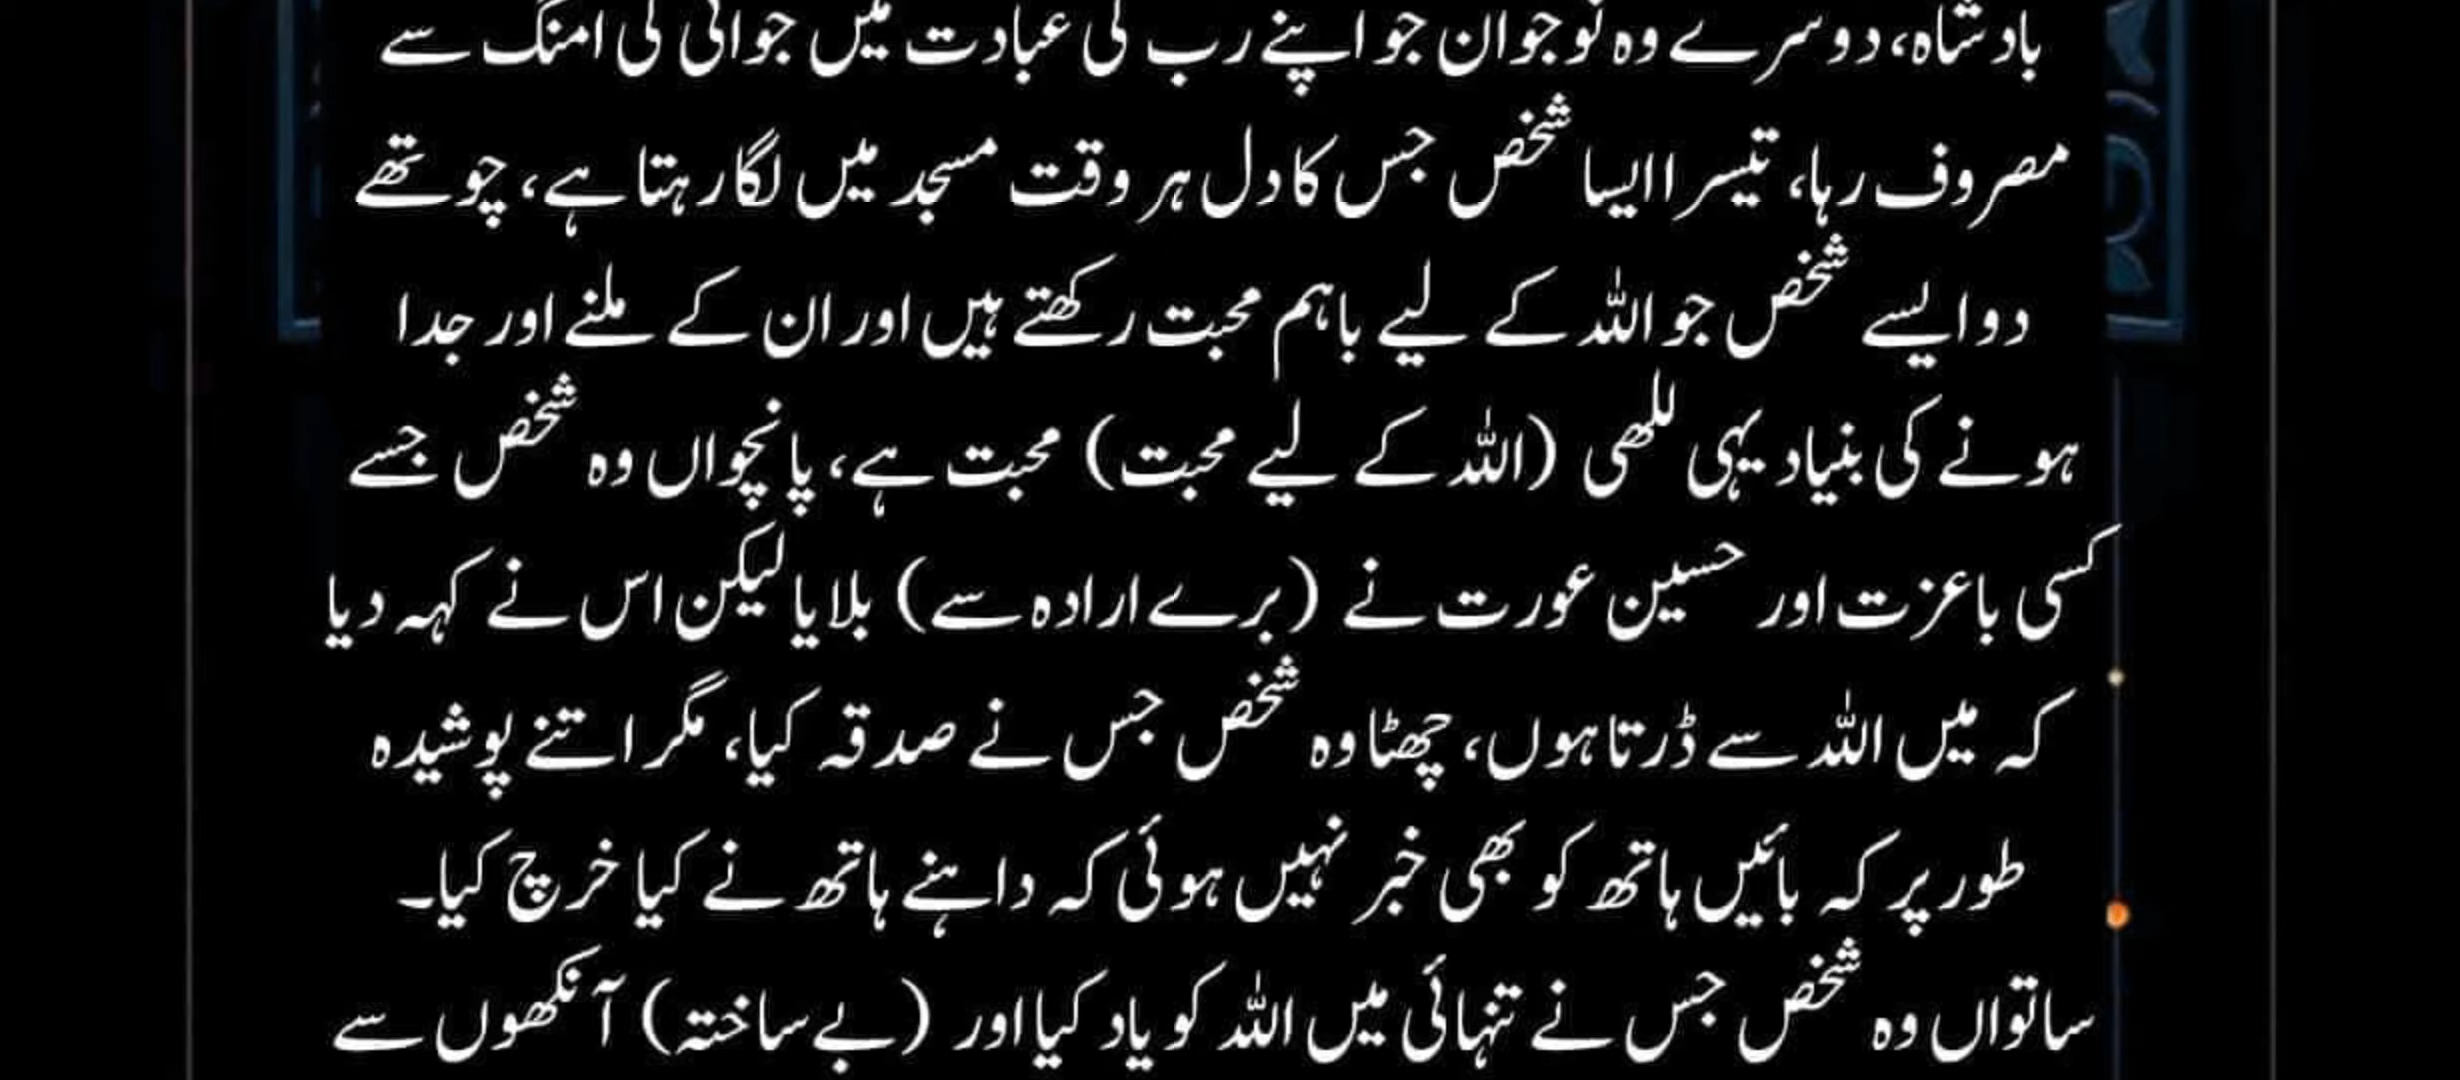 بادشاہ، دوسرے وہ نوجوان جو اپنے رب کی عبادت میں جوانی کی امنگ سے
مصروف رہا، تیسرا ایسا شخص جس کا دل ہر وقت مسجد میں لگا رہتا ہے، چوتھے
دو ایسے شخص جو اللہ کے لیے باہم محبت رکھتے ہیں اور ان کے ملنے اور جدا
ہونے کی بنیاد یہی للھی (اللہ کے لیے محبت) محبت ہے، پانچواں وہ شخص جسے
کسی باعزت اور حسین عورت نے (برے ارادہ سے) بلایا لیکن اس نے کہہ دیا
کہ میں اللہ سے ڈرتا ہوں، چھٹا وہ شخص جس نے صدقہ کیا، مگر اتنے پوشیدہ
طور پر کہ بائیں ہاتھ کو بھی خبر نہیں ہوئی کہ داہنے ہاتھ نے کیا خرچ کیا۔
ساتواں وہ شخص جس نے تنہائی میں اللہ کو یاد کیا اور (بے ساختہ) آنکھوں سے